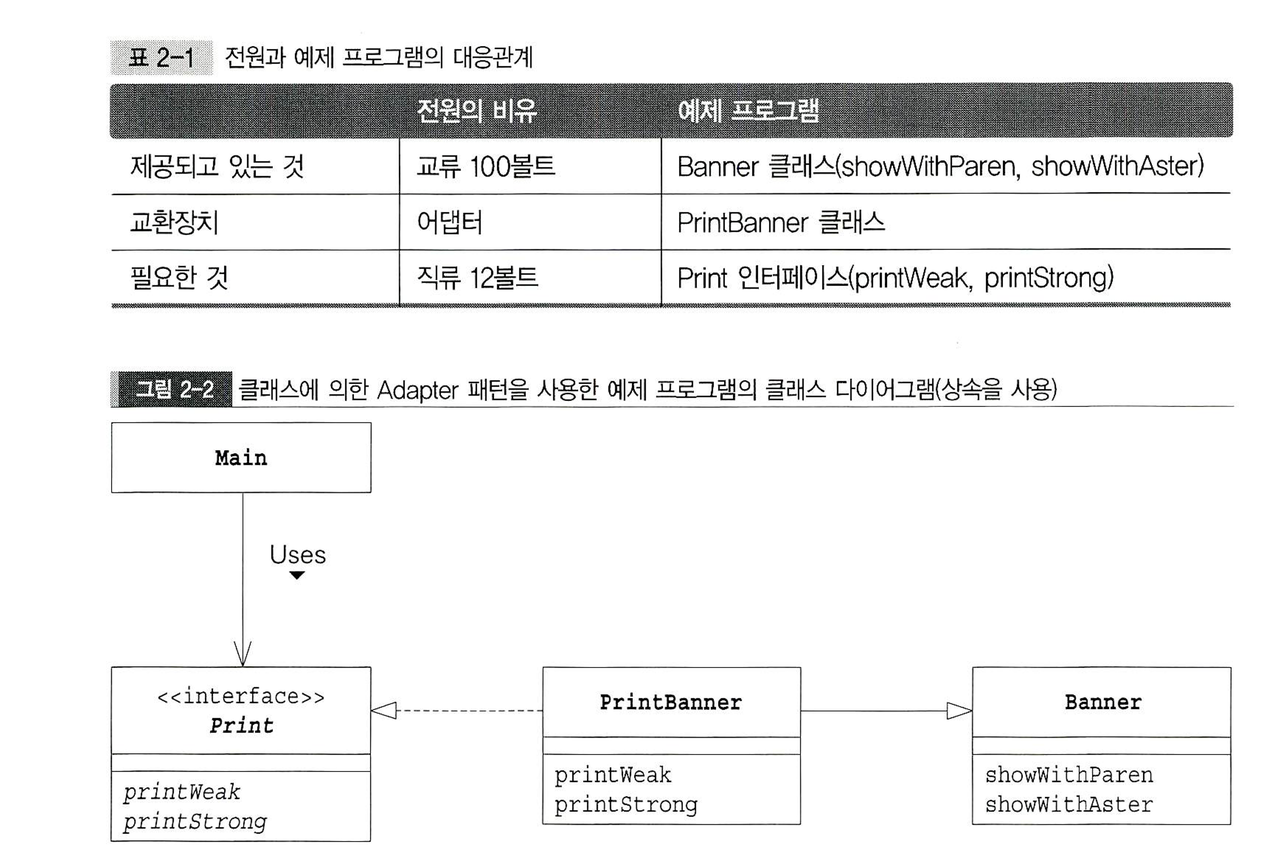 표 2-1 전원과 예제 프로그램의 대응관계
전원의 비유 예제 프로그램
제공되고 있는 것 교류 100볼트 Banner 클래스(showWithParen, showWithAster)
교환장치 어댑터 PrintBanner 클래스
필요한 것 직류 12볼트 Print 인터페이스(printWeak, printStrong)
그림 2-2 클래스에 의한 Adapter 패턴을 사용한 예제 프로그램의 클래스 다이어그램(상속을 사용)
Main
Uses
<<interface>>
Print
printWeak
printStrong
PrintBanner
printWeak
printStrong
Banner
showWithParen
showWithAster